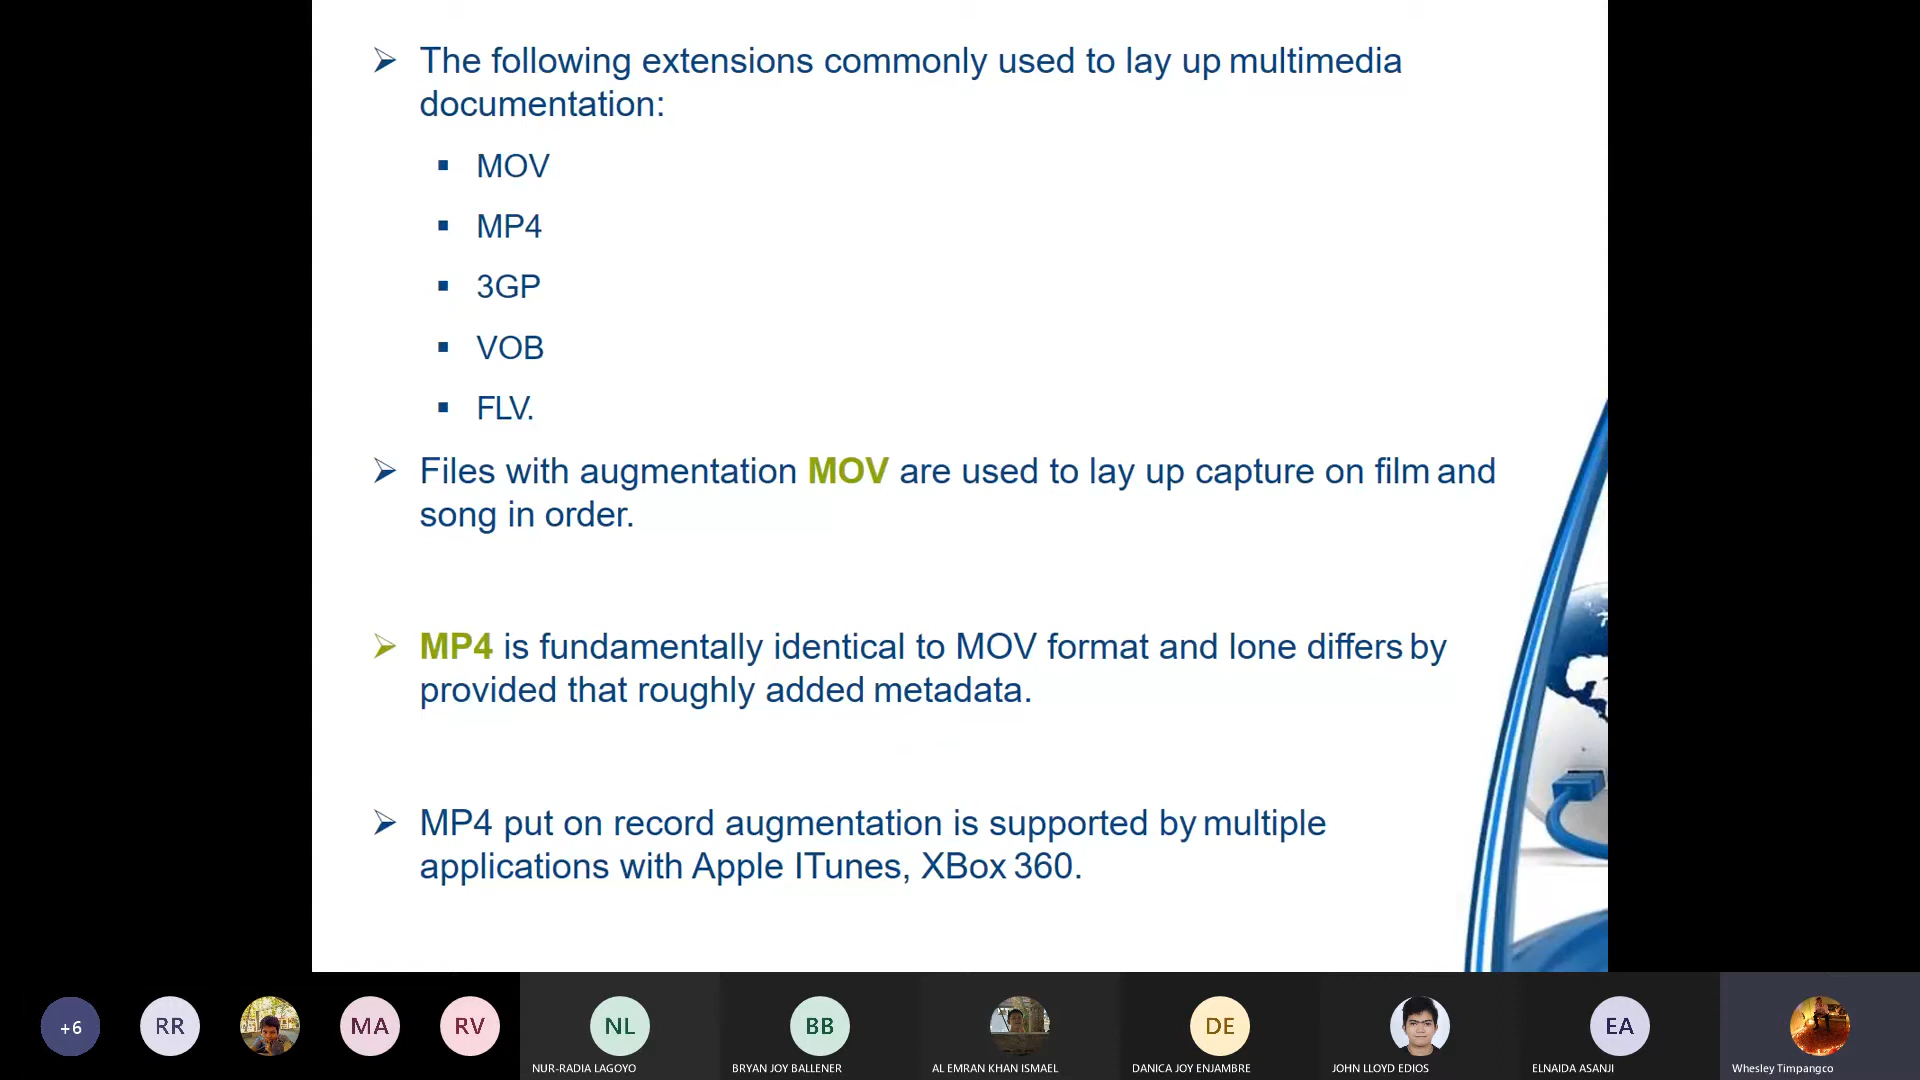 The following extensions commonly used to lay up multimedia
documentation:
MOV
MP4
3GP
VOB
FLV.
Files with augmentation MOV are used to lay up capture on film and
song in order.
MP4 is fundamentally identical to MOV format and lone differs by
provided that roughly added metadata.
MP4 put on record augmentation is supported by multiple
applications with Apple ITunes, XBox 360.
+6
RR
MA
RV
NL
BB
DE
EA
NUR-RADIA LAGOYO
BRYAN JOY BALLENER
AL EMRAN KHAN ISMAEL
DANICA JOY ENJAMBRE
JOHN LLOYD EDIOS
ELNAIDA ASANJI
Whesley Timpangco